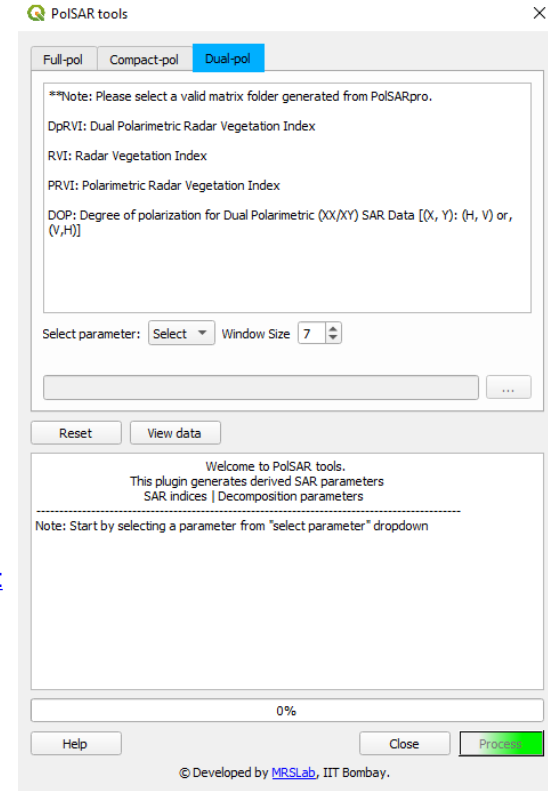 PolSAR tools
Full-pol Compact-pol Dual-pol
**Note: Please select a valid matrix folder generated from PolSARpro.
DpRVI: Dual Polarimetric Radar Vegetation Index
RVI: Radar Vegetation Index
PRVI: Polarimetric Radar Vegetation Index
DOP: Degree of polarization for Dual Polarimetric (XX/XY) SAR Data [(X, Y): (H, V) or,
(V,H)]
Select parameter: Select Window Size 7
...
Reset View data
Welcome to PolSAR tools.
This plugin generates derived SAR parameters
SAR indices | Decomposition parameters
--------------------------------------------------------------------------------
Note: Start by selecting a parameter from "select parameter" dropdown
0%
Help Close Process
© Developed by MRSLab, IIT Bombay.